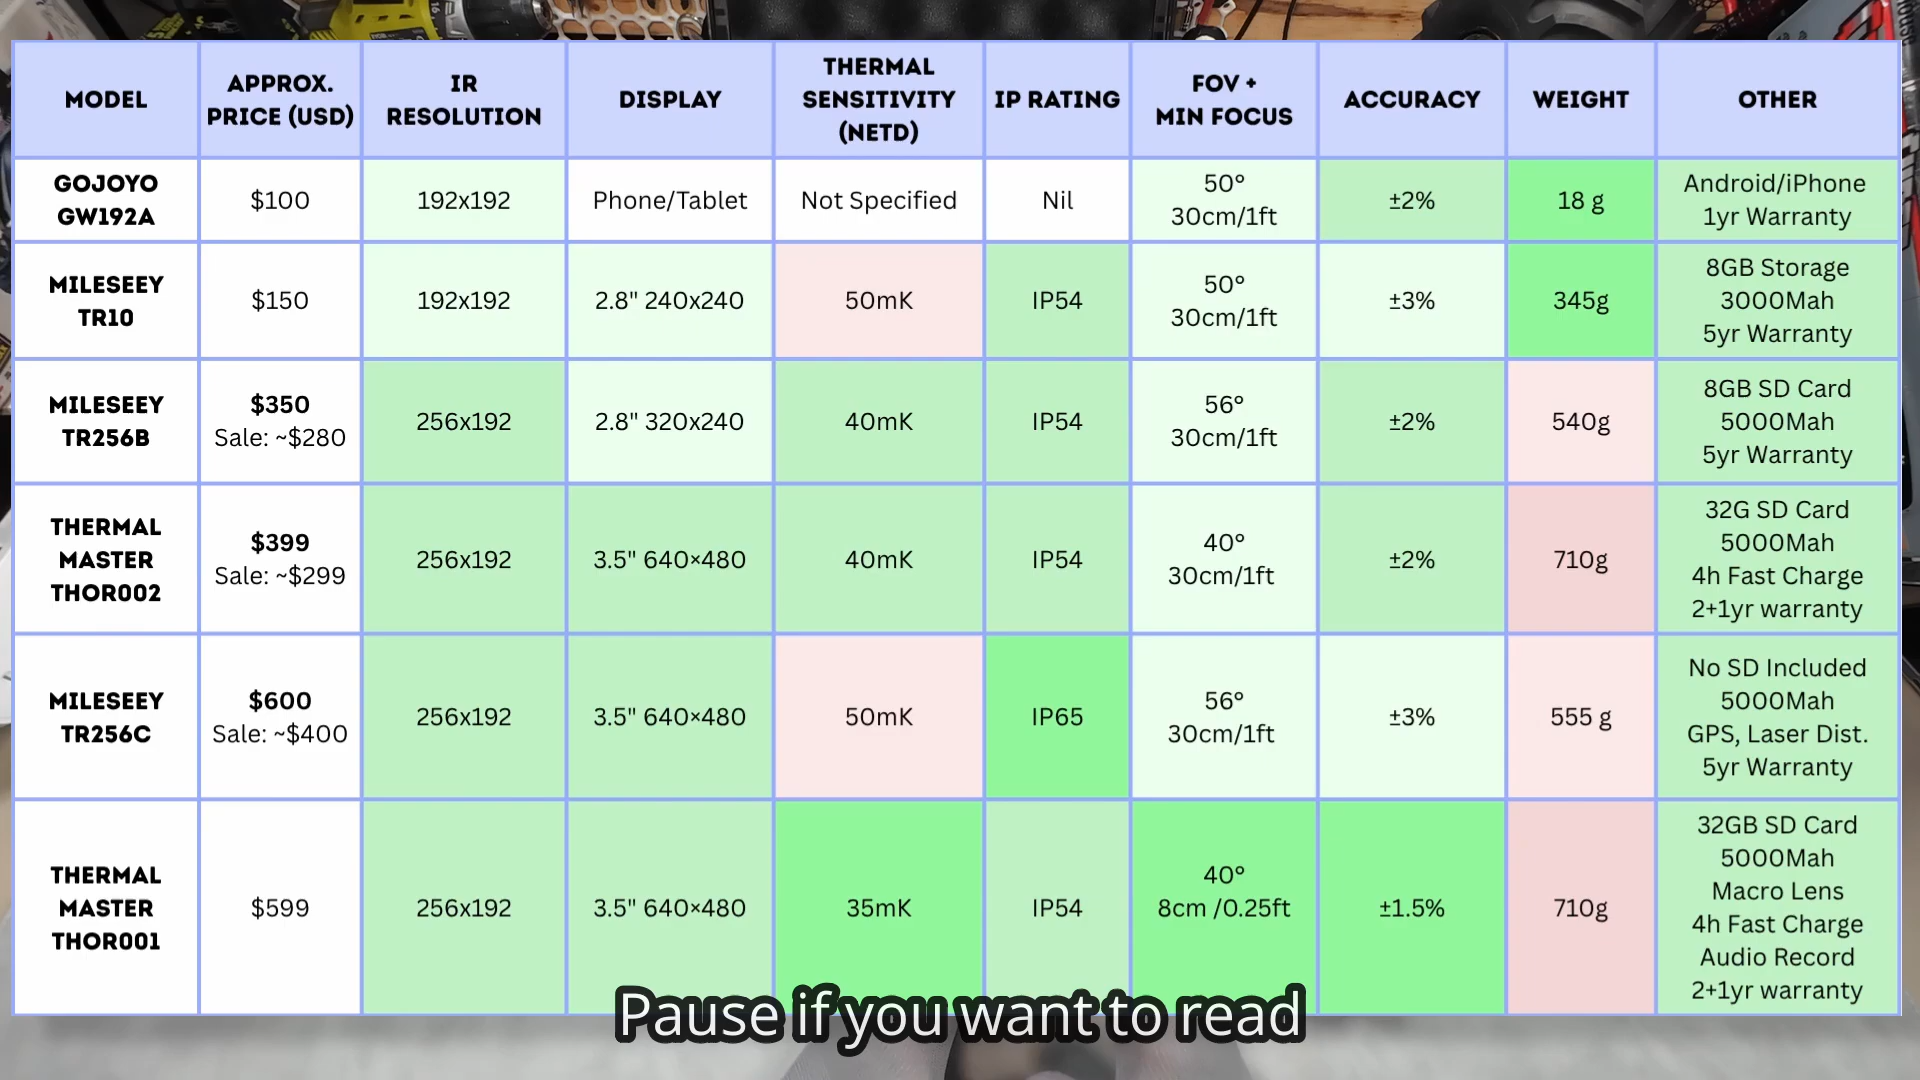 MODEL
APPROX.
PRICE (USD)
IR
RESOLUTION
DISPLAY
THERMAL
SENSITIVITY
(NETD)
IP RATING
FOV +
MIN FOCUS
ACCURACY
WEIGHT
OTHER
GOJOYO
GW192A
$100
192x192
Phone/Tablet
Not Specified
Nil
50°
30cm/1ft
±2%
18 g
Android/iPhone
1yr Warranty
MILESEEY
TR10
$150
192x192
2.8" 240x240
50mK
IP54
50°
30cm/1ft
±3%
345g
8GB Storage
3000Mah
5yr Warranty
MILESEEY
TR256B
$350
Sale: ~$280
256x192
2.8" 320x240
40mK
IP54
56°
30cm/1ft
±2%
540g
8GB SD Card
5000Mah
5yr Warranty
THERMAL
MASTER
THOR002
$399
Sale: ~$299
256x192
3.5" 640×480
40mK
IP54
40°
30cm/1ft
±2%
710g
32G SD Card
5000Mah
4h Fast Charge
2+1yr warranty
MILESEEY
TR256C
$600
Sale: ~$400
256x192
3.5" 640×480
50mK
IP65
56°
30cm/1ft
±3%
555 g
No SD Included
5000Mah
GPS, Laser Dist.
5yr Warranty
THERMAL
MASTER
THOR001
$599
256x192
3.5" 640×480
35mK
IP54
40°
8cm /0.25ft
±1.5%
710g
32GB SD Card
5000Mah
Macro Lens
4h Fast Charge
Audio Record
2+1yr warranty
Pause if you want to read